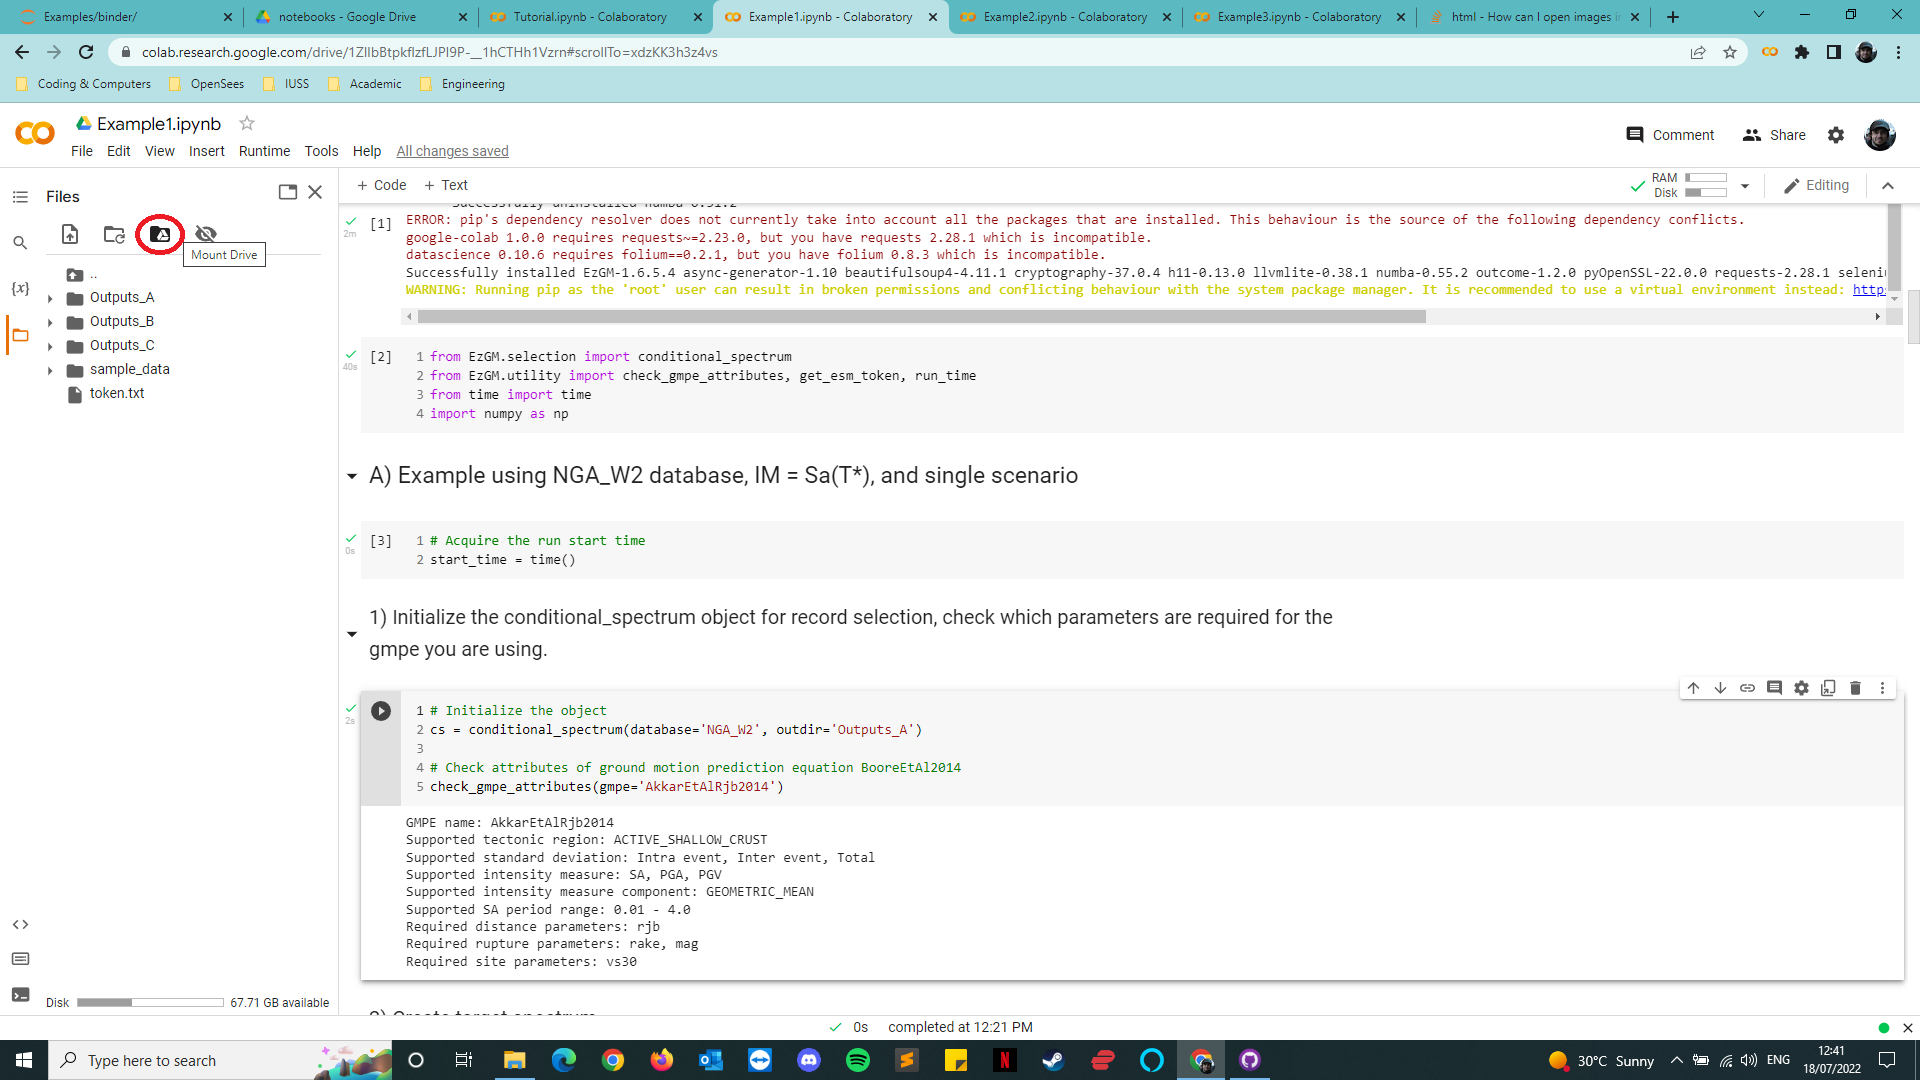 Examples/binder/
notebooks - Google Drive
Tutorial.ipynb - Colaboratory
Example1.ipynb - Colaboratory
Example2.ipynb - Colaboratory
Example3.ipynb - Colaboratory
html - How can I open images i
colab.research.google.com/drive/1ZIIbBtpkfIzfLJPI9P-__1hCTHh1Vzrn#scrollTo=xdzKK3h3z4vs
Coding & Computers
OpenSees
IUSS
Academic
Engineering
Example1.ipynb
Comment
Share
File Edit View Insert Runtime Tools Help All changes saved
Files
+ Code + Text
RAM
Disk
Editing
Mount Drive
..
Outputs_A
Outputs_B
Outputs_C
sample_data
token.txt
{x}
<>
Disk
67.71 GB available
[1]
2m
Successfully uninstalled numba-0.51.2
ERROR: pip's dependency resolver does not currently take into account all the packages that are installed. This behaviour is the source of the following dependency conflicts.
google-colab 1.0.0 requires requests~=2.23.0, but you have requests 2.28.1 which is incompatible.
datascience 0.10.6 requires folium==0.2.1, but you have folium 0.8.3 which is incompatible.
Successfully installed EzGM-1.6.5.4 async-generator-1.10 beautifulsoup4-4.11.1 cryptography-37.0.4 h11-0.13.0 llvmlite-0.38.1 numba-0.55.2 outcome-1.2.0 pyOpenSSL-22.0.0 requests-2.28.1 seleni
WARNING: Running pip as the 'root' user can result in broken permissions and conflicting behaviour with the system package manager. It is recommended to use a virtual environment instead: https
[2]
40s
1 from EzGM.selection import conditional_spectrum
2 from EzGM.utility import check_gmpe_attributes, get_esm_token, run_time
3 from time import time
4 import numpy as np
A) Example using NGA_W2 database, IM = Sa(T*), and single scenario
[3]
0s
1 # Acquire the run start time
2 start_time = time()
1) Initialize the conditional_spectrum object for record selection, check which parameters are required for the
gmpe you are using.
2s
1 # Initialize the object
2 cs = conditional_spectrum(database='NGA_W2', outdir='Outputs_A')
3
4 # Check attributes of ground motion prediction equation BooreEtAl2014
5 check_gmpe_attributes(gmpe='AkkarEtAlRjb2014')
GMPE name: AkkarEtAlRjb2014
Supported tectonic region: ACTIVE_SHALLOW_CRUST
Supported standard deviation: Intra event, Inter event, Total
Supported intensity measure: SA, PGA, PGV
Supported intensity measure component: GEOMETRIC_MEAN
Supported SA period range: 0.01 - 4.0
Required distance parameters: rjb
Required rupture parameters: rake, mag
Required site parameters: vs30
2) Create target spectrum
0s completed at 12:21 PM
Type here to search
30°C Sunny
ENG
12:41
18/07/2022